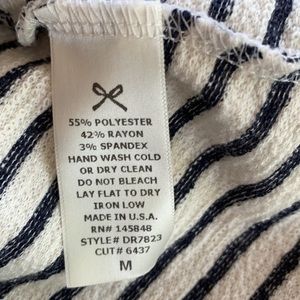 55% POLYESTER
42% RAYON
3% SPANDEX
HAND WASH COLD
OR DRY CLEAN
DO NOT BLEACH
LAY FLAT TO DRY
IRON LOW
MADE IN U.S.A.
RN# 145848
STYLE# DR7823
CUT# 6437
M